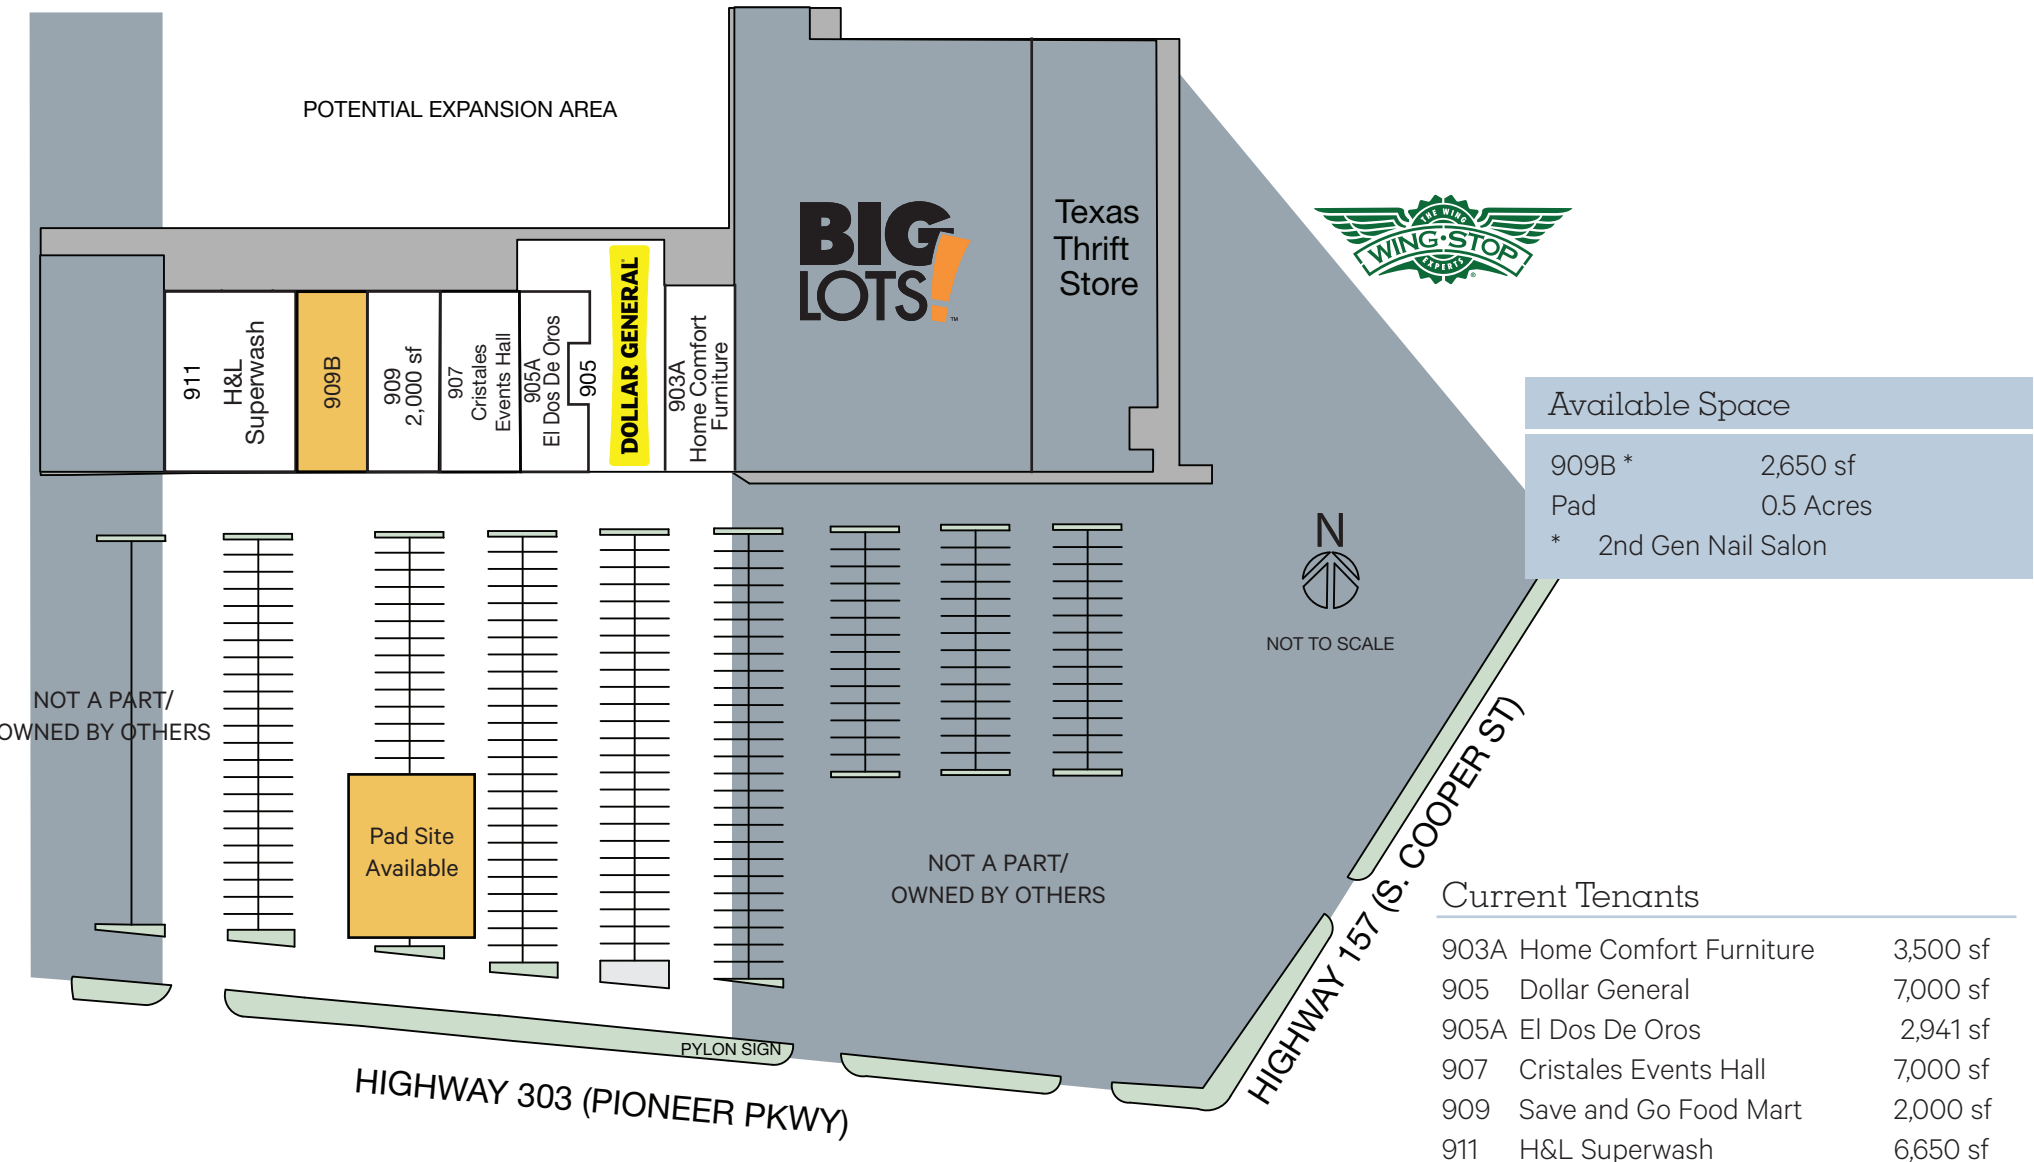 POTENTIAL EXPANSION AREA
BIG
LOTS!
™
Texas
Thrift
Store
THE WING
WING•STOP
EXPERTS
®
911
H&L
Superwash
909B
909
2,000 sf
907
Cristales
Events Hall
905A
El Dos De Oros
905
DOLLAR GENERAL
903A
Home Comfort
Furniture
Available Space
909B * 2,650 sf
Pad 0.5 Acres
* 2nd Gen Nail Salon
N
NOT TO SCALE
NOT A PART/
OWNED BY OTHERS
Pad Site
Available
NOT A PART/
OWNED BY OTHERS
HIGHWAY 157 (S. COOPER ST)
PYLON SIGN
HIGHWAY 303 (PIONEER PKWY)
Current Tenants
903A Home Comfort Furniture 3,500 sf
905 Dollar General 7,000 sf
905A El Dos De Oros 2,941 sf
907 Cristales Events Hall 7,000 sf
909 Save and Go Food Mart 2,000 sf
911 H&L Superwash 6,650 sf